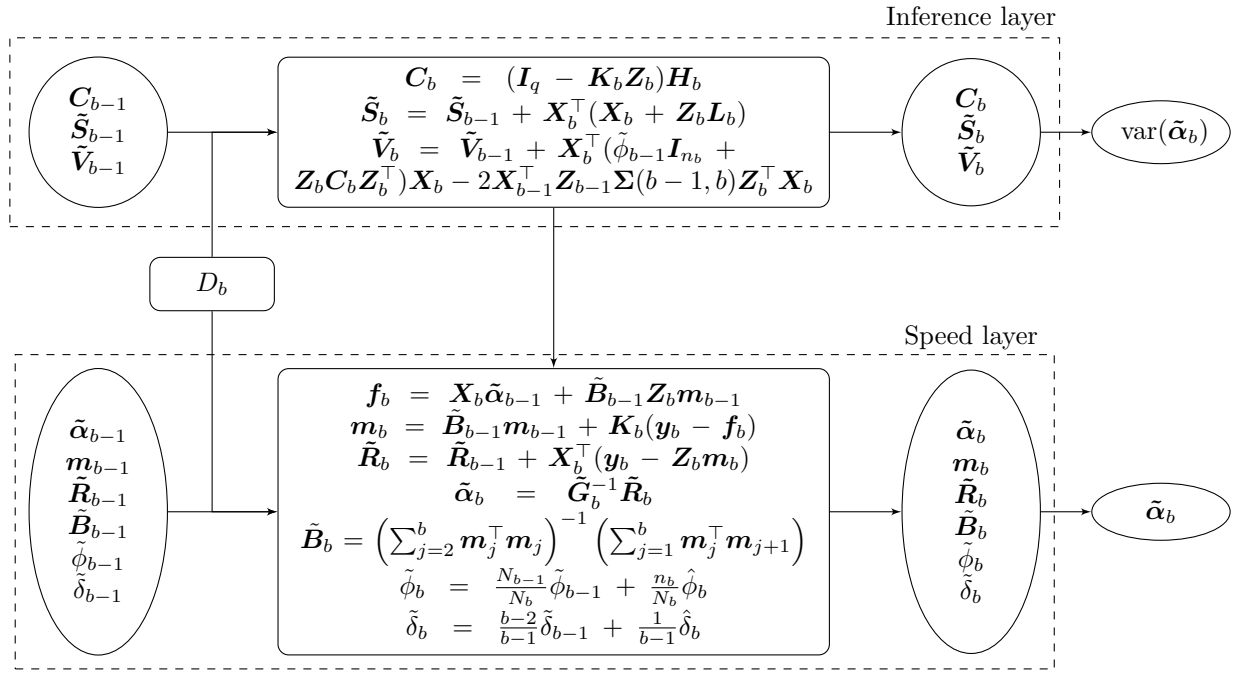 Inference layer
C_{b−1}
S̃_{b−1}
Ṽ_{b−1}
C_b = (I_q − K_b Z_b)H_b
S̃_b = S̃_{b−1} + X_b^⊤(X_b + Z_b L_b)
Ṽ_b = Ṽ_{b−1} + X_b^⊤(φ̃_{b−1} I_{n_b} +
Z_b C_b Z_b^⊤)X_b − 2X_{b−1}^⊤ Z_{b−1} Σ(b − 1, b)Z_b^⊤ X_b
C_b
S̃_b
Ṽ_b
var(α̃_b)
D_b
Speed layer
α̃_{b−1}
m_{b−1}
R̃_{b−1}
B̃_{b−1}
φ̃_{b−1}
δ̃_{b−1}
f_b = X_b α̃_{b−1} + B̃_{b−1} Z_b m_{b−1}
m_b = B̃_{b−1} m_{b−1} + K_b(y_b − f_b)
R̃_b = R̃_{b−1} + X_b^⊤(y_b − Z_b m_b)
α̃_b = G̃_b^{−1} R̃_b
B̃_b = (∑_{j=2}^{b} m_j^⊤ m_j)^{−1} (∑_{j=1}^{b} m_j^⊤ m_{j+1})
φ̃_b = \frac{N_{b−1}}{N_b} φ̃_{b−1} + \frac{n_b}{N_b} φ̂_b
δ̃_b = \frac{b−2}{b−1} δ̃_{b−1} + \frac{1}{b−1} δ̂_b
α̃_b
m_b
R̃_b
B̃_b
φ̃_b
δ̃_b
α̃_b